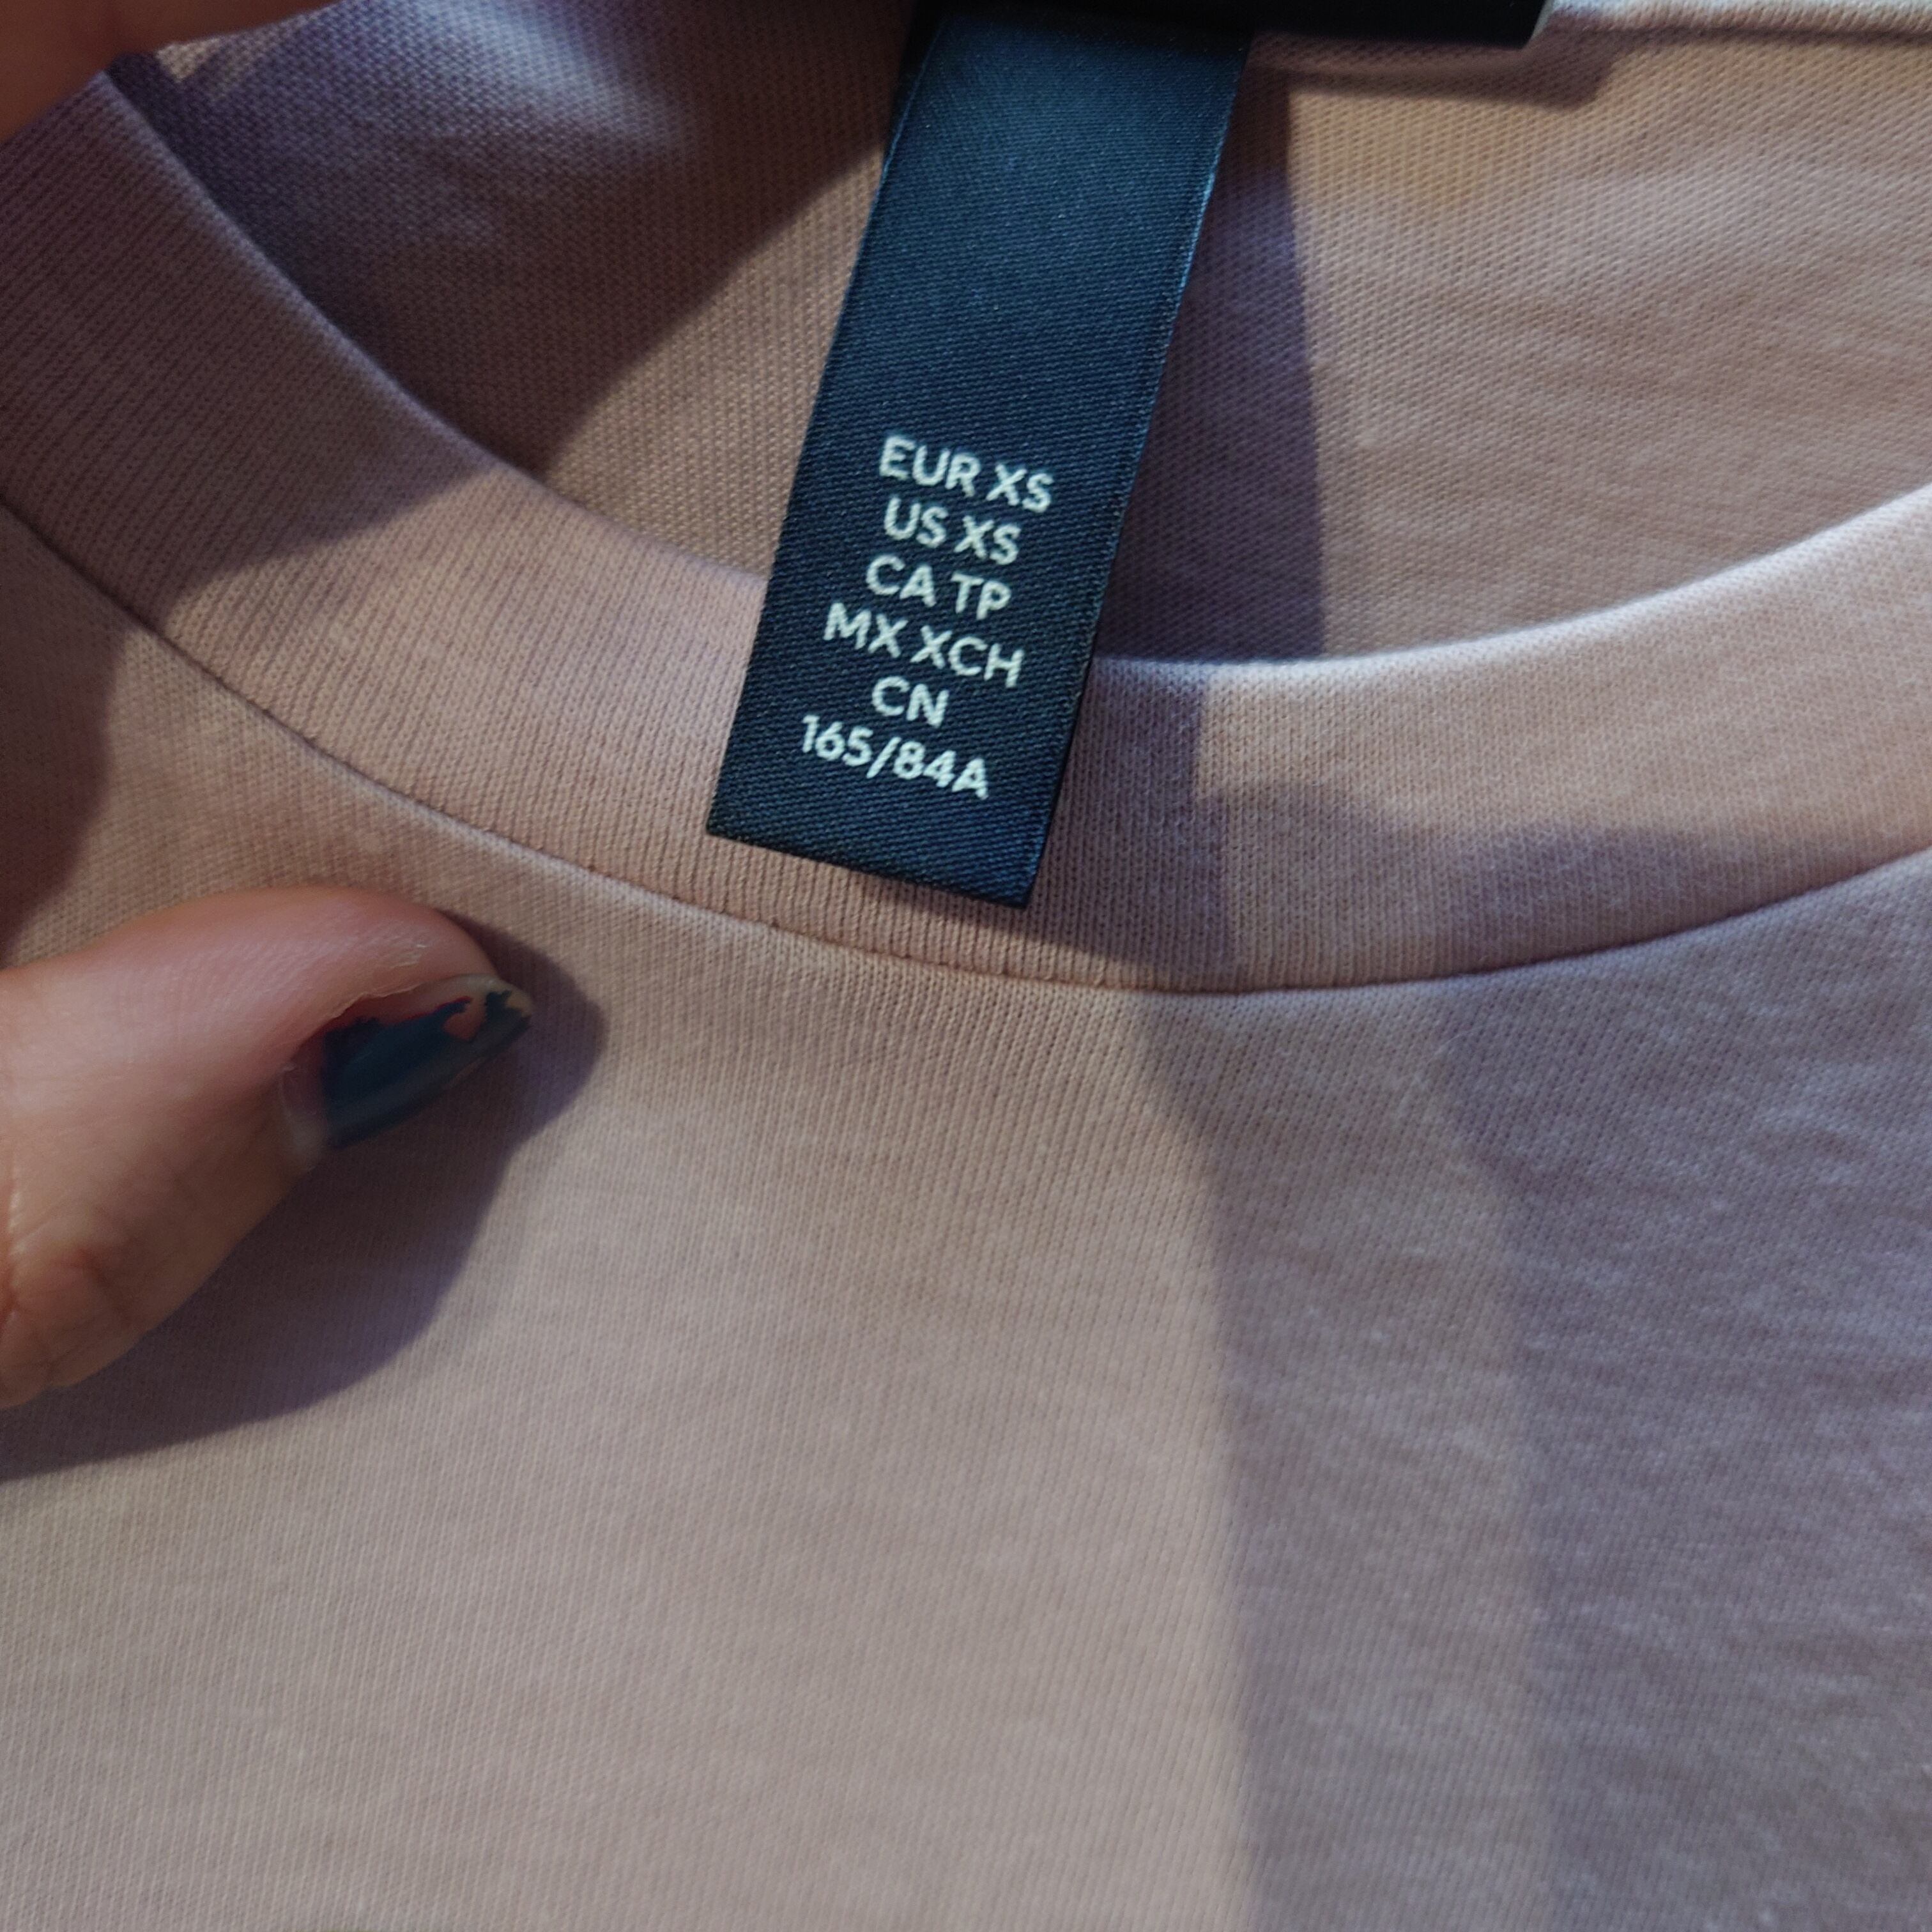 EUR XS
US XS
CA TP
MX XCH
CN
165/84A